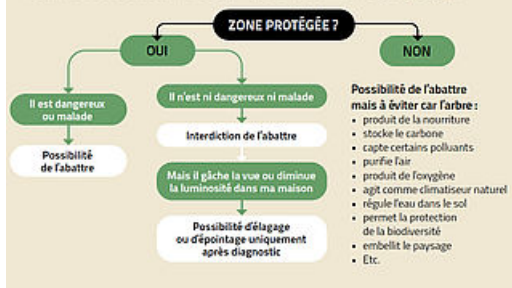 ZONE PROTÉGÉE ?
OUI
NON
Il est dangereux
ou malade
Possibilité
de l'abattre
Il n'est ni dangereux ni malade
Interdiction de l'abattre
Mais il gâche la vue ou diminue
la luminosité dans ma maison
Possibilité d'élagage
ou d'épointage uniquement
après diagnostic
Possibilité de l'abattre
mais à éviter car l'arbre :
• produit de la nourriture
• stocke le carbone
• capte certains polluants
• purifie l'air
• produit de l'oxygène
• agit comme climatiseur naturel
• régule l'eau dans le sol
• permet la protection
de la biodiversité
• embellit le paysage
• Etc.